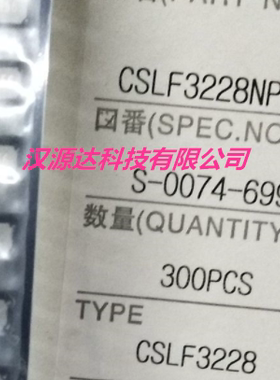 CSLF3228NP
図番(SPEC.NO
汉源达科技有限公司
S-0074-699
数量(QUANTITY
300PCS
TYPE
CSLF3228